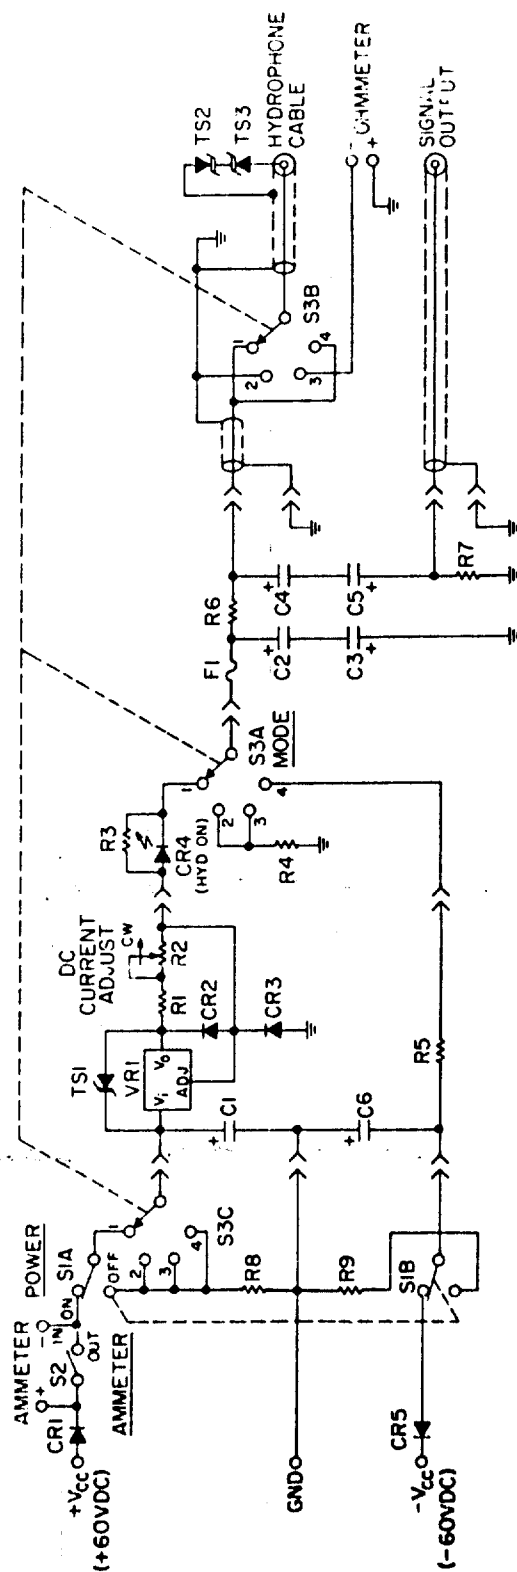 AMMETER
+ -
CR1
S2
IN
OUT
AMMETER
+VCC
(+60VDC)
POWER
ON
S1A
OFF
1
2
3
4
S3C
R8
R9
GND
S1B
CR5
-VCC
(-60VDC)
TS1
VR1
Vi
Vo
ADJ
+
C1
+
C6
R1
DC
CURRENT
ADJUST
CW
R2
CR2
CR3
R5
R3
CR4
(HYD ON)
1
2
3
4
R4
S3A
MODE
F1
R6
+
C2
C3
+
+
C4
C5
+
R7
1
2
3
4
S3B
TS2
TS3
HYDROPHONE
CABLE
-
+
OHMMETER
SIGNAL
OUTPUT